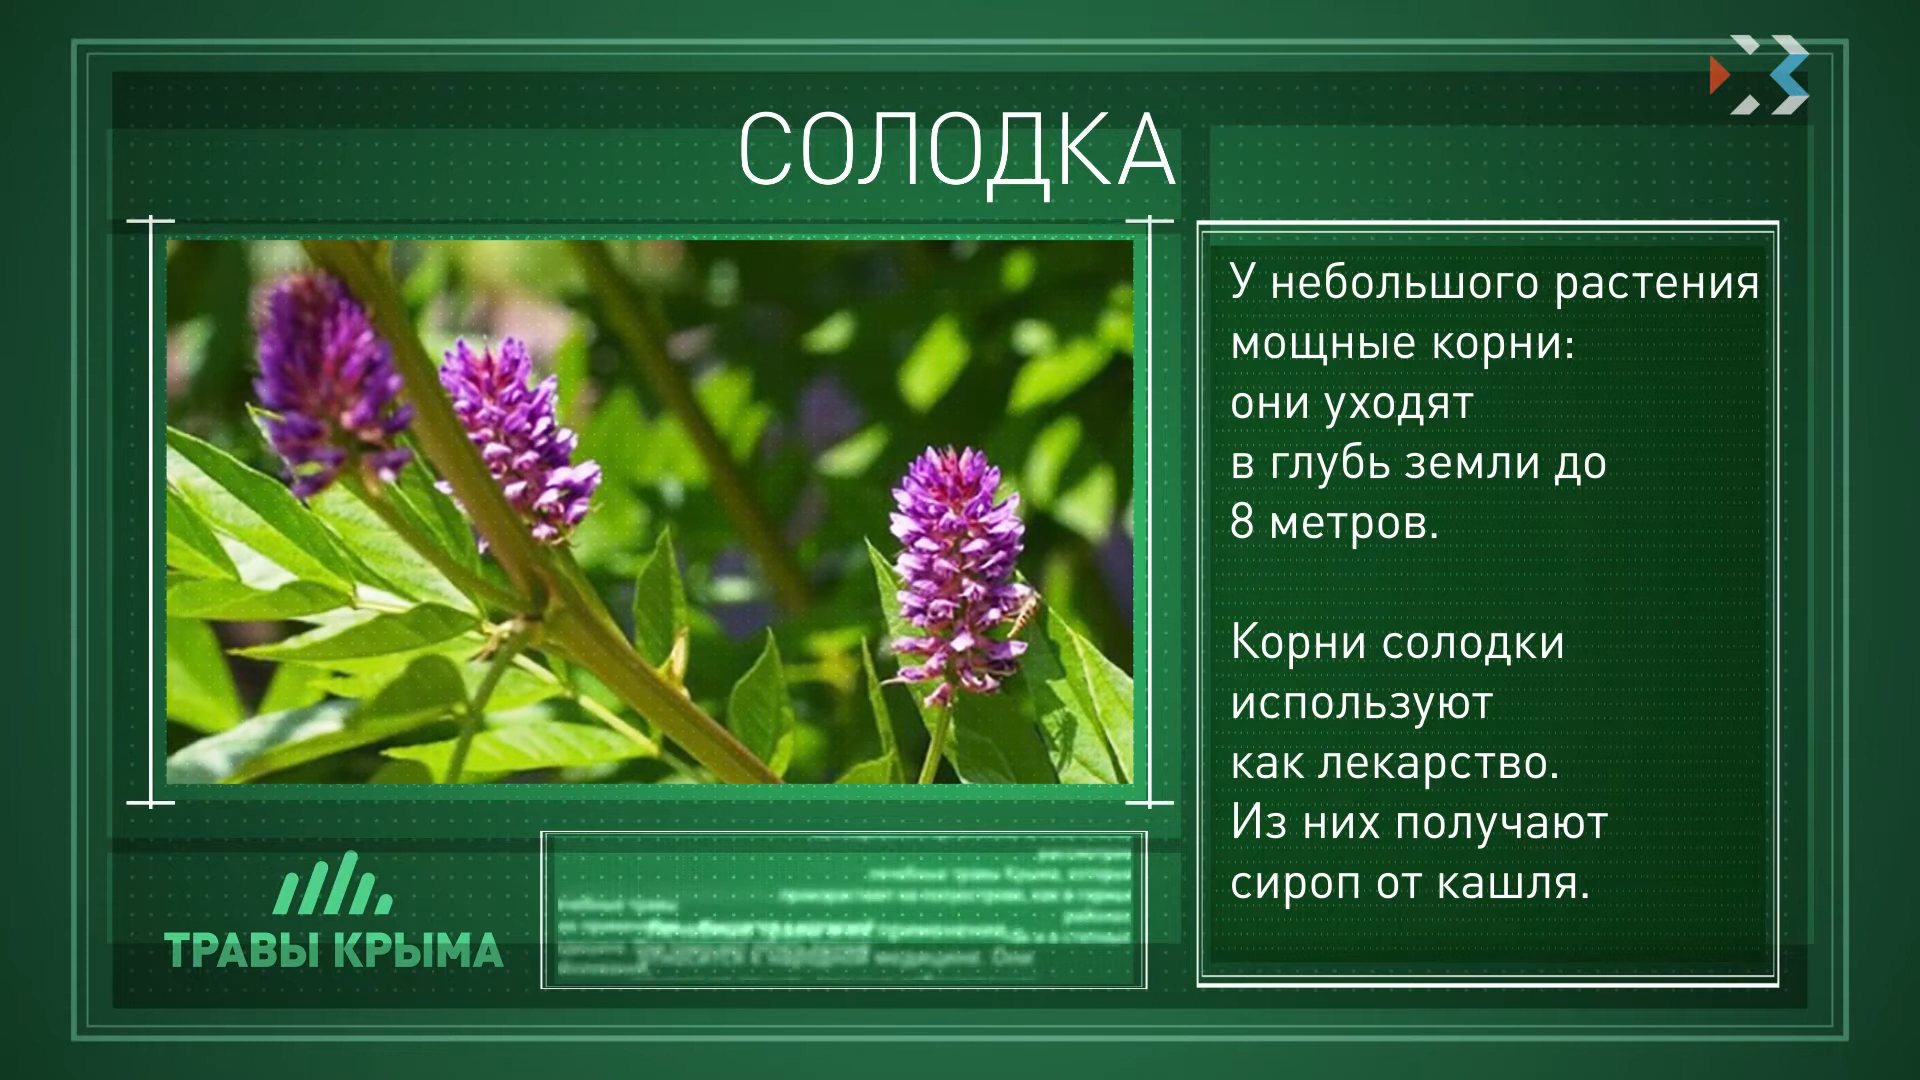 СОЛОДКА
У небольшого растения
мощные корни:
они уходят
в глубь земли до
8 метров.
Корни солодки
используют
как лекарство.
Из них получают
сироп от кашля.
ТРАВЫ КРЫМА